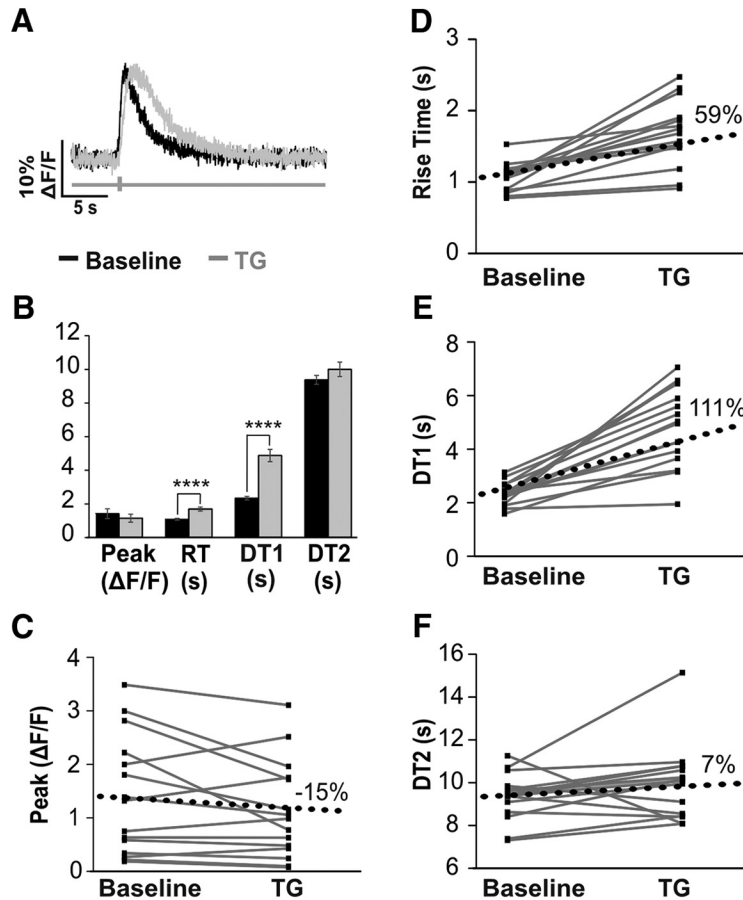 A
10%
ΔF/F
5 s
Baseline
TG
B
12
10
8
6
4
2
0
****
****
Peak
(ΔF/F)
RT
(s)
DT1
(s)
DT2
(s)
C
Peak (ΔF/F)
4
3
2
1
0
-15%
Baseline
TG
D
Rise Time (s)
3
2
1
0
59%
Baseline
TG
E
DT1 (s)
8
6
4
2
0
111%
Baseline
TG
F
DT2 (s)
16
14
12
10
8
6
7%
Baseline
TG